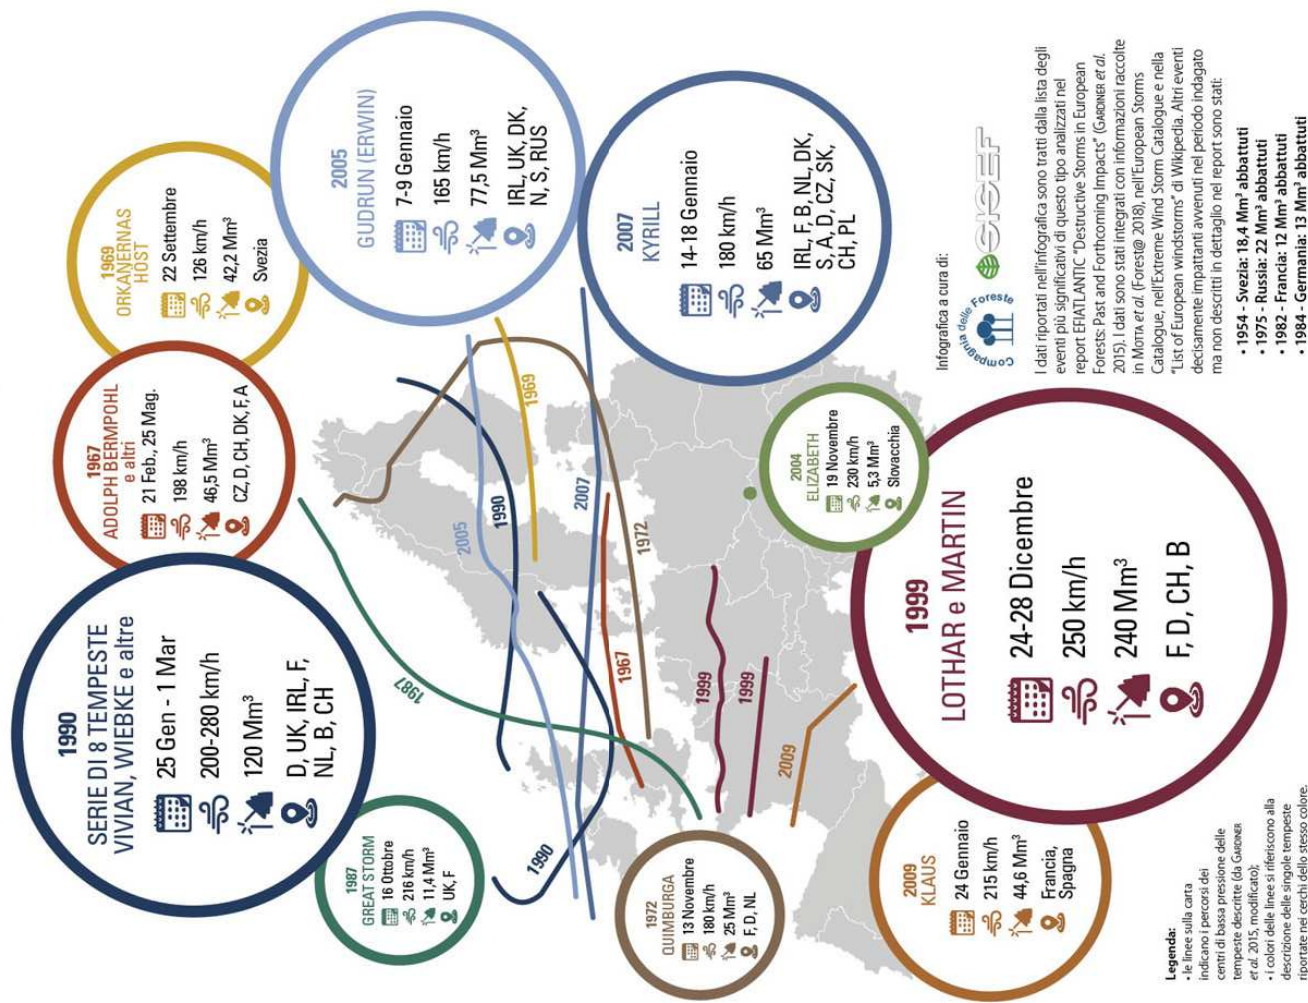 1990
SERIE DI 8 TEMPESTE
VIVIAN, WIEBKE e altre
25 Gen - 1 Mar
200-280 km/h
120 Mm³
D, UK, IRL, F,
NL, B, CH
1967
ADOLPH BERMPOHL
e altri
21 Feb., 25 Mag.
198 km/h
46,5 Mm³
CZ, D, CH, DK, F, A
1969
ORKANERNAS
HOST
22 Settembre
126 km/h
42,2 Mm³
Svezia
2005
GUDRUN (ERWIN)
7-9 Gennaio
165 km/h
77,5 Mm³
IRL, UK, DK,
N, S, RUS
1987
GREAT STORM
16 Ottobre
216 km/h
11,4 Mm³
UK, F
2007
KYRILL
14-18 Gennaio
180 km/h
65 Mm³
IRL, F, B, NL, DK,
S, A, D, CZ, SK,
CH, PL
1972
QUIMBURGA
13 Novembre
180 km/h
25 Mm³
F, D, NL
2004
ELIZABETH
19 Novembre
230 km/h
5,3 Mm³
Slovacchia
2009
KLAUS
24 Gennaio
215 km/h
44,6 Mm³
Francia,
Spagna
1999
LOTHAR e MARTIN
24-28 Dicembre
250 km/h
240 Mm³
F, D, CH, B
1987
1990
2005
1990
1969
2007
1967
1972
1999
1999
2009
Legenda:
• le linee sulla carta
indicano i percorsi dei
centri di bassa pressione delle
tempeste descritte (da GARDINER
et al. 2015, modificato);
• i colori delle linee si riferiscono alla
descrizione delle singole tempeste
riportate nei cerchi dello stesso colore.
Infografica a cura di:
Compagnia delle Foreste
SISEF
I dati riportati nell'infografica sono tratti dalla lista degli
eventi più significativi di questo tipo analizzati nel
report EFIATLANTIC "Destructive Storms in European
Forests: Past and Forthcoming Impacts" (GARDINER et al.
2015). I dati sono stati integrati con informazioni raccolte
in MOTTA et al. (Forest@ 2018), nell'European Storms
Catalogue, nell'Extreme Wind Storm Catalogue e nella
"List of European windstorms" di Wikipedia. Altri eventi
decisamente impattanti avvenuti nel periodo indagato
ma non descritti in dettaglio nel report sono stati:
• 1954 - Svezia: 18,4 Mm³ abbattuti
• 1975 - Russia: 22 Mm³ abbattuti
• 1982 - Francia: 12 Mm³ abbattuti
• 1984 - Germania: 13 Mm³ abbattuti